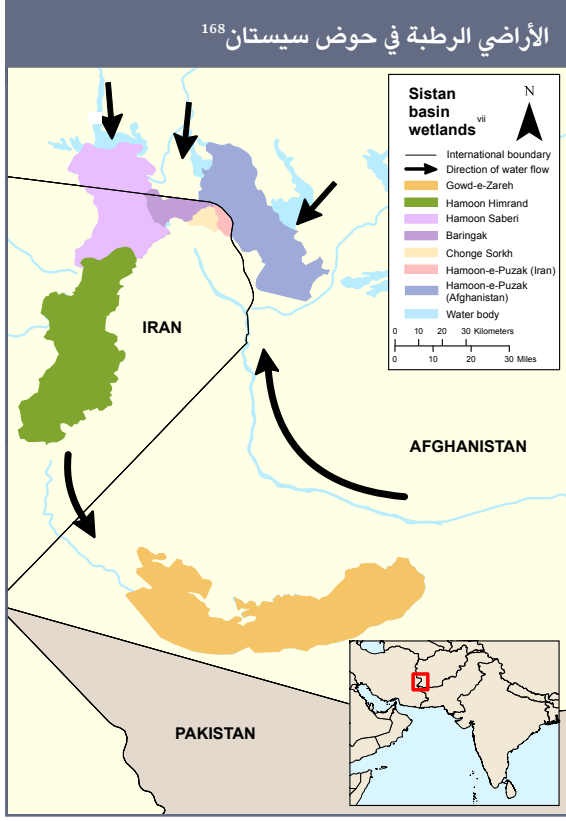 الأراضي الرطبة في حوض سيستان168
Sistan
basin
wetlands vii
N
International boundary
Direction of water flow
Gowd-e-Zareh
Hamoon Himrand
Hamoon Saberi
Baringak
Chonge Sorkh
Hamoon-e-Puzak (Iran)
Hamoon-e-Puzak
(Afghanistan)
Water body
0 10 20 30 Kilometers
0 10 20 30 Miles
IRAN
AFGHANISTAN
PAKISTAN